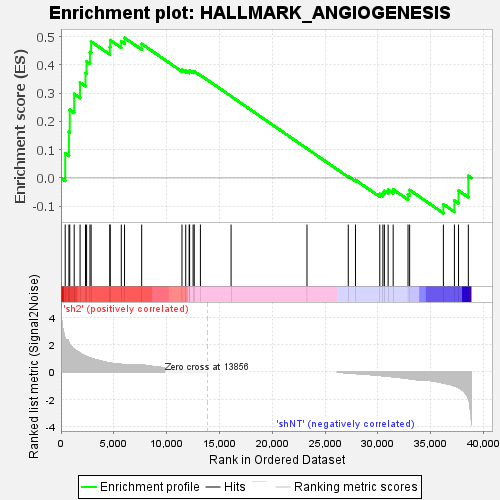 Enrichment plot: HALLMARK_ANGIOGENESIS
Enrichment score (ES)
0.5
0.4
0.3
0.2
0.1
0.0
-0.1
'sh2' (positively correlated)
Ranked list metric (Signal2Noise)
4
2
0
-2
-4
Zero cross at 13856
'shNT' (negatively correlated)
0 5,000 10,000 15,000 20,000 25,000 30,000 35,000 40,000
Rank in Ordered Dataset
Enrichment profile Hits Ranking metric scores